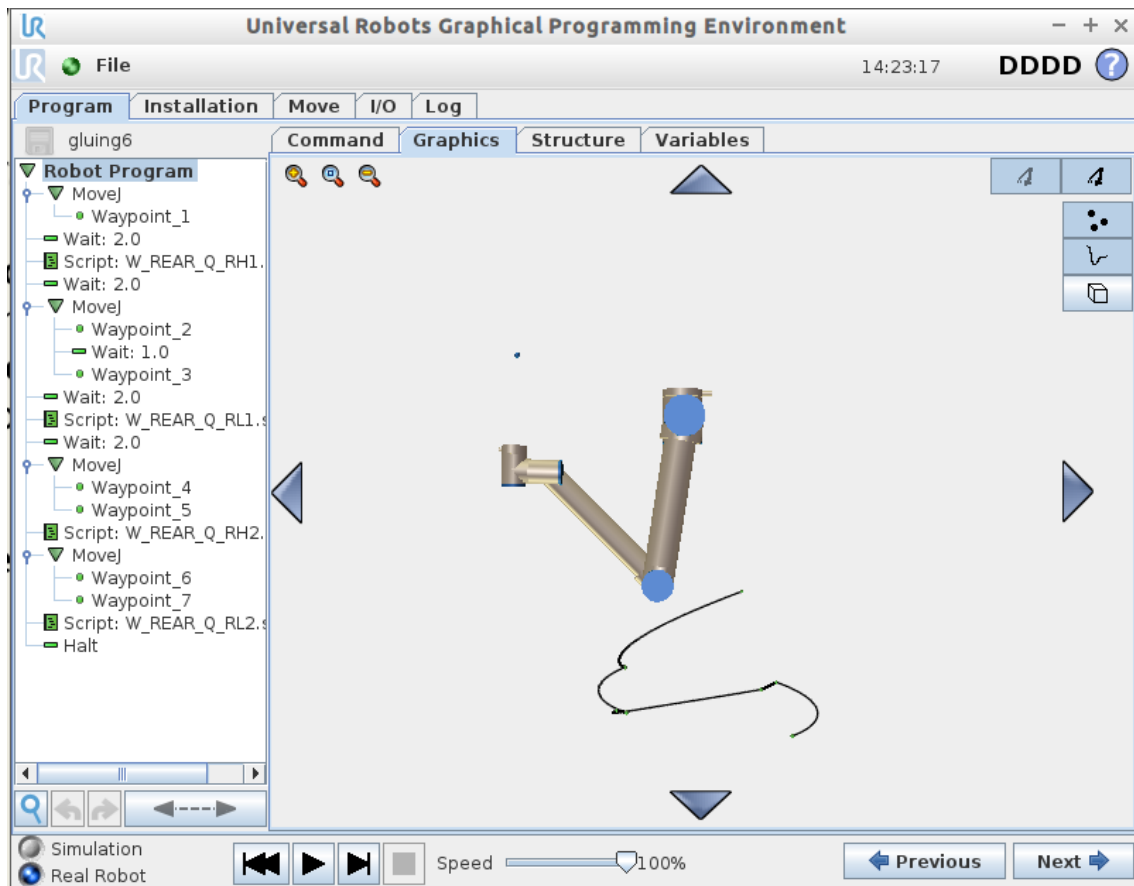 Universal Robots Graphical Programming Environment
File
14:23:17
DDDD
?
Program
Installation
Move
I/O
Log
gluing6
Command
Graphics
Structure
Variables
Robot Program
MoveJ
Waypoint_1
Wait: 2.0
Script: W_REAR_Q_RH1.
Wait: 2.0
MoveJ
Waypoint_2
Wait: 1.0
Waypoint_3
Wait: 2.0
Script: W_REAR_Q_RL1.s
Wait: 2.0
MoveJ
Waypoint_4
Waypoint_5
Script: W_REAR_Q_RH2.
MoveJ
Waypoint_6
Waypoint_7
Script: W_REAR_Q_RL2.s
Halt
Simulation
Real Robot
Speed
100%
Previous
Next